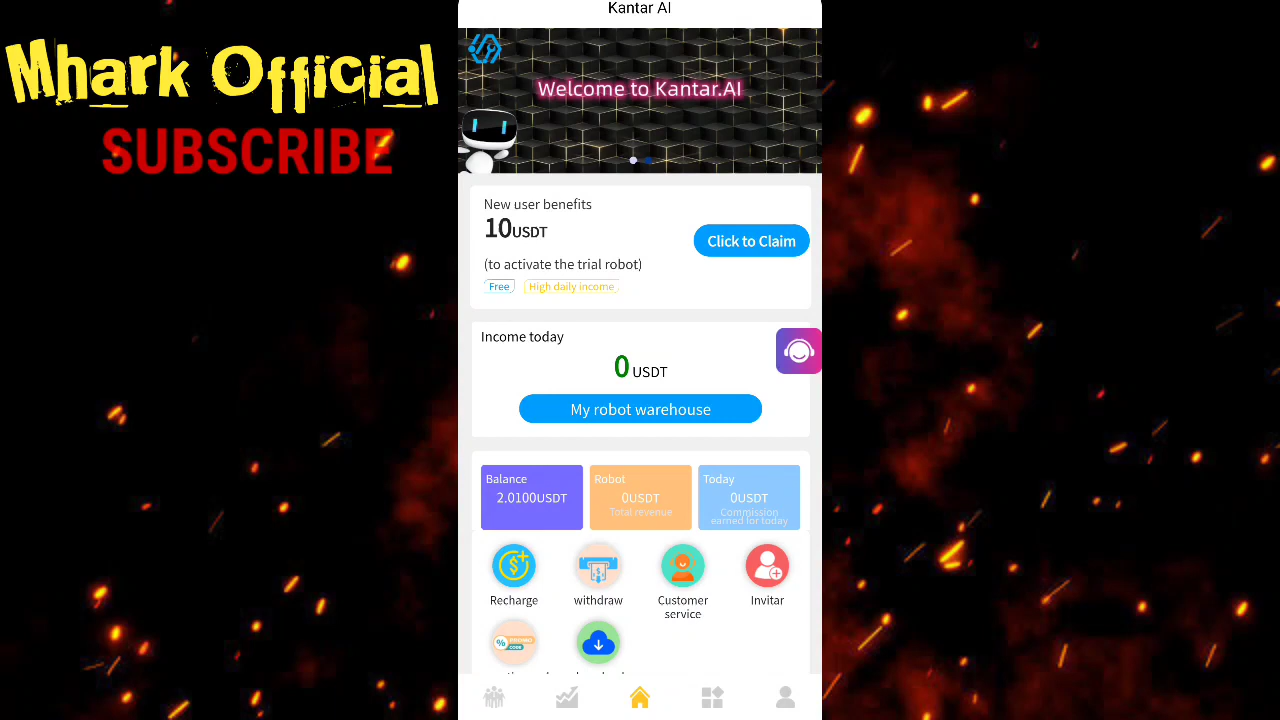 Mhark Official
SUBSCRIBE
Kantar AI
Welcome to Kantar.AI
New user benefits
10USDT
Click to Claim
(to activate the trial robot)
Free
High daily income
Income today
0 USDT
My robot warehouse
Balance
2.0100USDT
Robot
0USDT
Total revenue
Today
0USDT
Commission
earned for today
Recharge
withdraw
Customer
service
Invitar
%
CODE